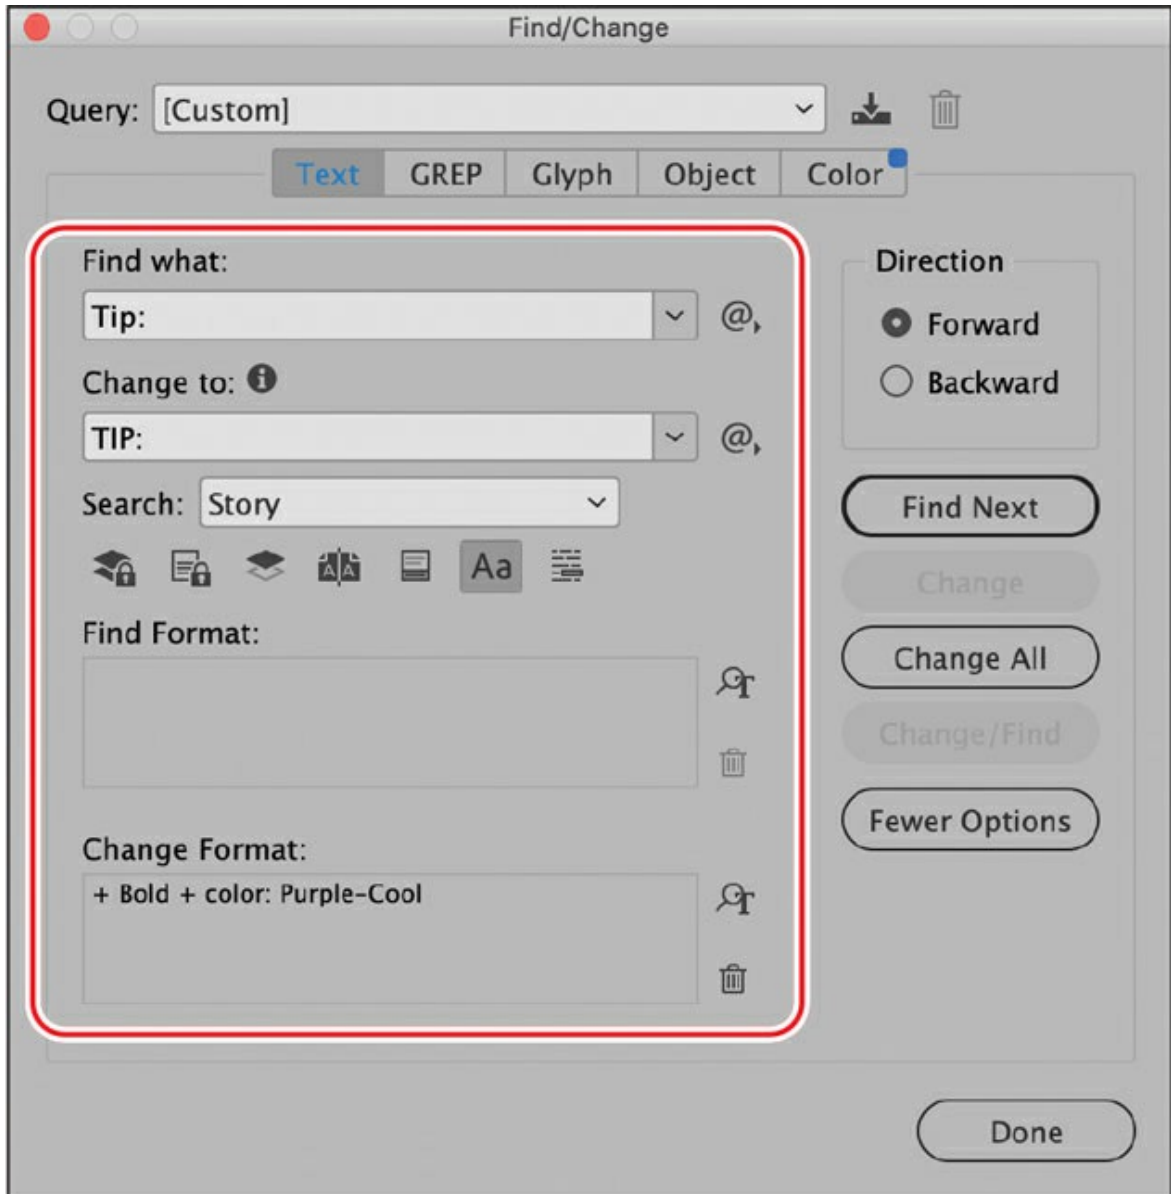 Find/Change
Query: [Custom]
Text GREP Glyph Object Color
Find what:
Tip:
Change to:
TIP:
Search: Story
Aa
Find Format:
Change Format:
+ Bold + color: Purple-Cool
Direction
Forward
Backward
Find Next
Change
Change All
Change/Find
Fewer Options
Done